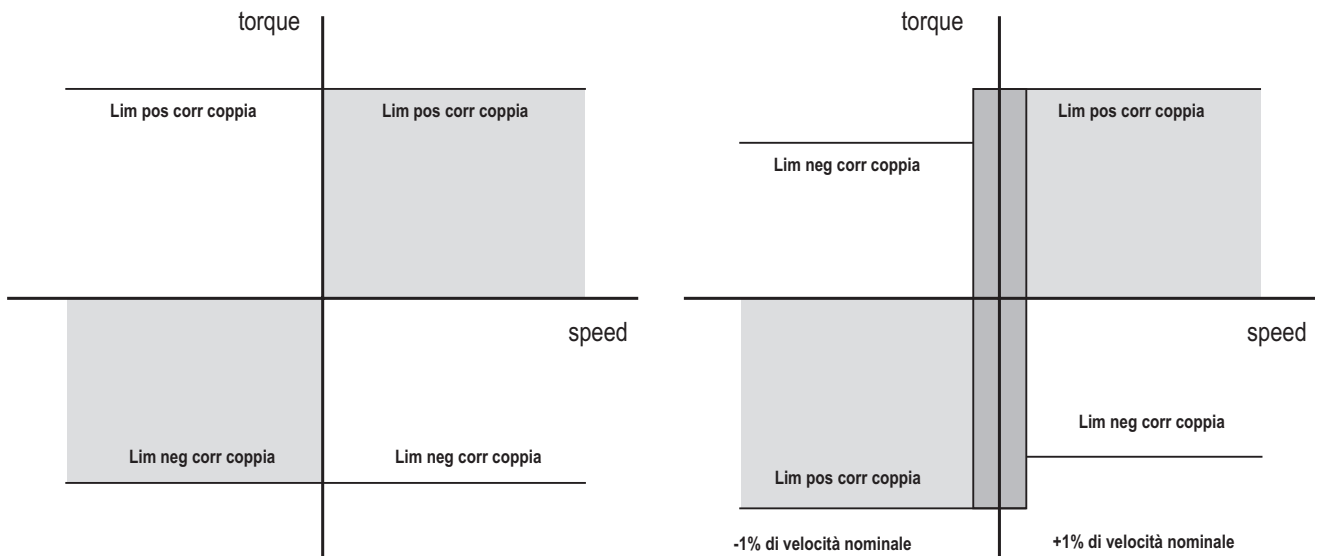 torque
Lim pos corr coppia
Lim pos corr coppia
speed
Lim neg corr coppia
Lim neg corr coppia
torque
Lim pos corr coppia
Lim neg corr coppia
speed
Lim neg corr coppia
Lim pos corr coppia
-1% di velocità nominale
+1% di velocità nominale